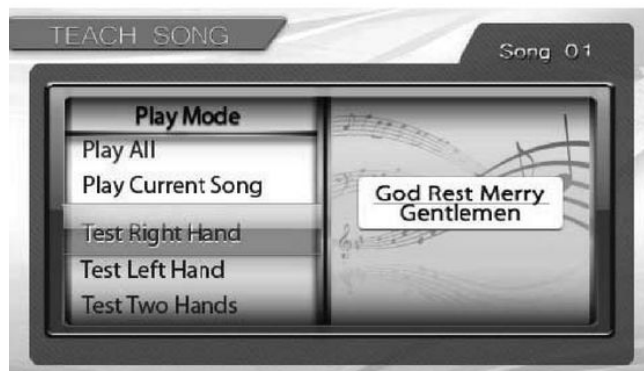 TEACH SONG
Song 01
Play Mode
Play All
Play Current Song
Test Right Hand
Test Left Hand
Test Two Hands
God Rest Merry
Gentlemen